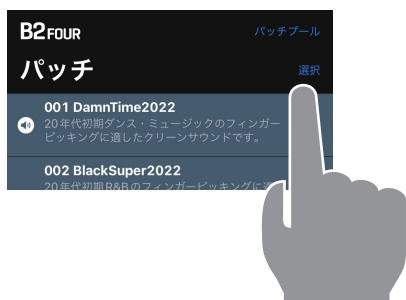 B2 FOUR
パッチプール
パッチ
選択
001 DamnTime2022
20年代初期ダンス・ミュージックのフィンガー
ピッキングに適したクリーンサウンドです。
002 BlackSuper2022
20年代初期R&Bのフィンガーピッキングに